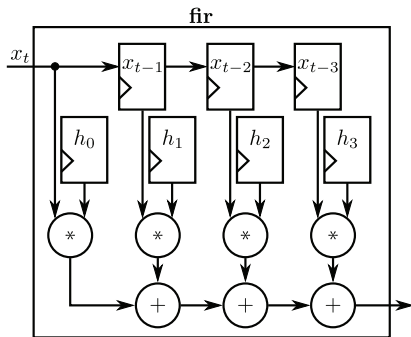 fir
x_t
x_{t−1} x_{t−2} x_{t−3}
h_0 h_1 h_2 h_3
* * * *
+ + +